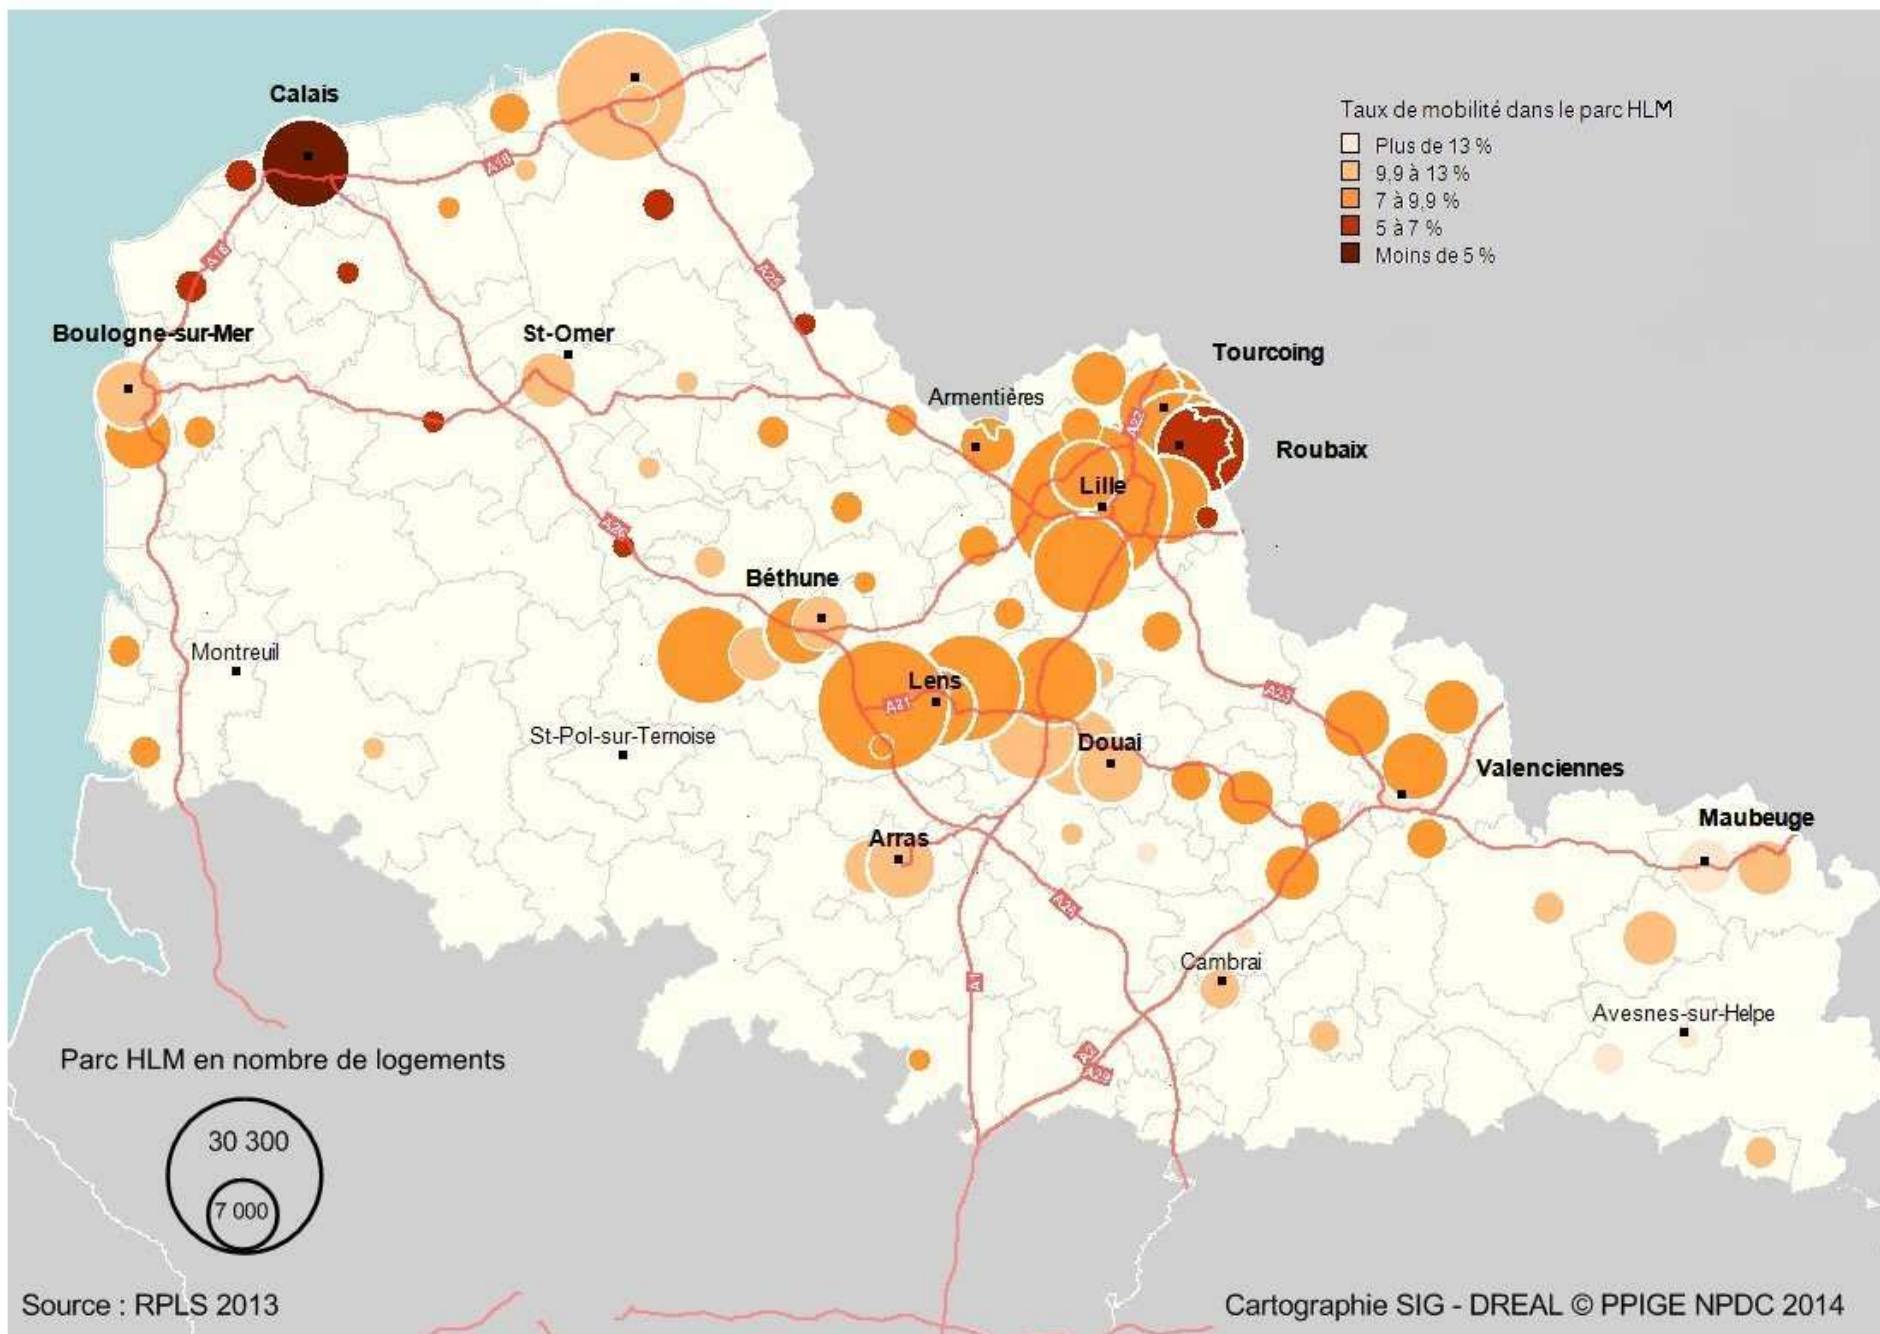 Calais
Taux de mobilité dans le parc HLM
Plus de 13 %
9,9 à 13 %
7 à 9,9 %
5 à 7 %
Moins de 5 %
A16
A16
A25
Boulogne-sur-Mer
St-Omer
Tourcoing
Armentières
A22
Roubaix
Lille
A26
Béthune
Montreuil
Lens
A21
A23
St-Pol-sur-Ternoise
Douai
Valenciennes
Maubeuge
Arras
A26
Cambrai
A1
Avesnes-sur-Helpe
A2
A29
Parc HLM en nombre de logements
30 300
7 000
Source : RPLS 2013
Cartographie SIG - DREAL © PPIGE NPDC 2014